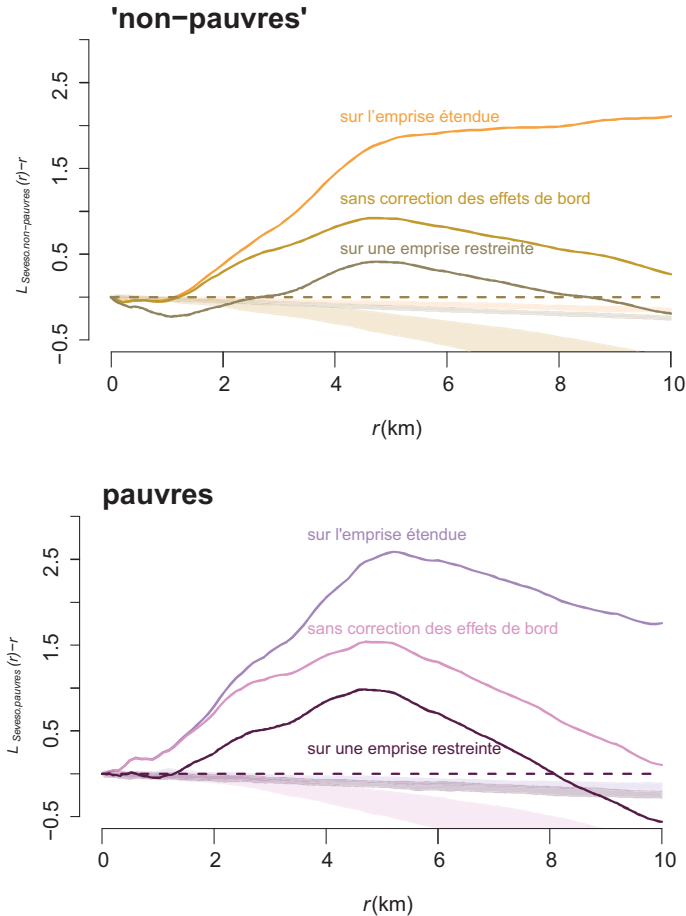 'non−pauvres'
L Seveso,non−pauvres (r)−r
2.5
1.5
0.5
−0.5
sur l'emprise étendue
sans correction des effets de bord
sur une emprise restreinte
0 2 4 6 8 10
r(km)
pauvres
L Seveso,pauvres (r)−r
2.5
1.5
0.5
−0.5
sur l'emprise étendue
sans correction des effets de bord
sur une emprise restreinte
0 2 4 6 8 10
r(km)